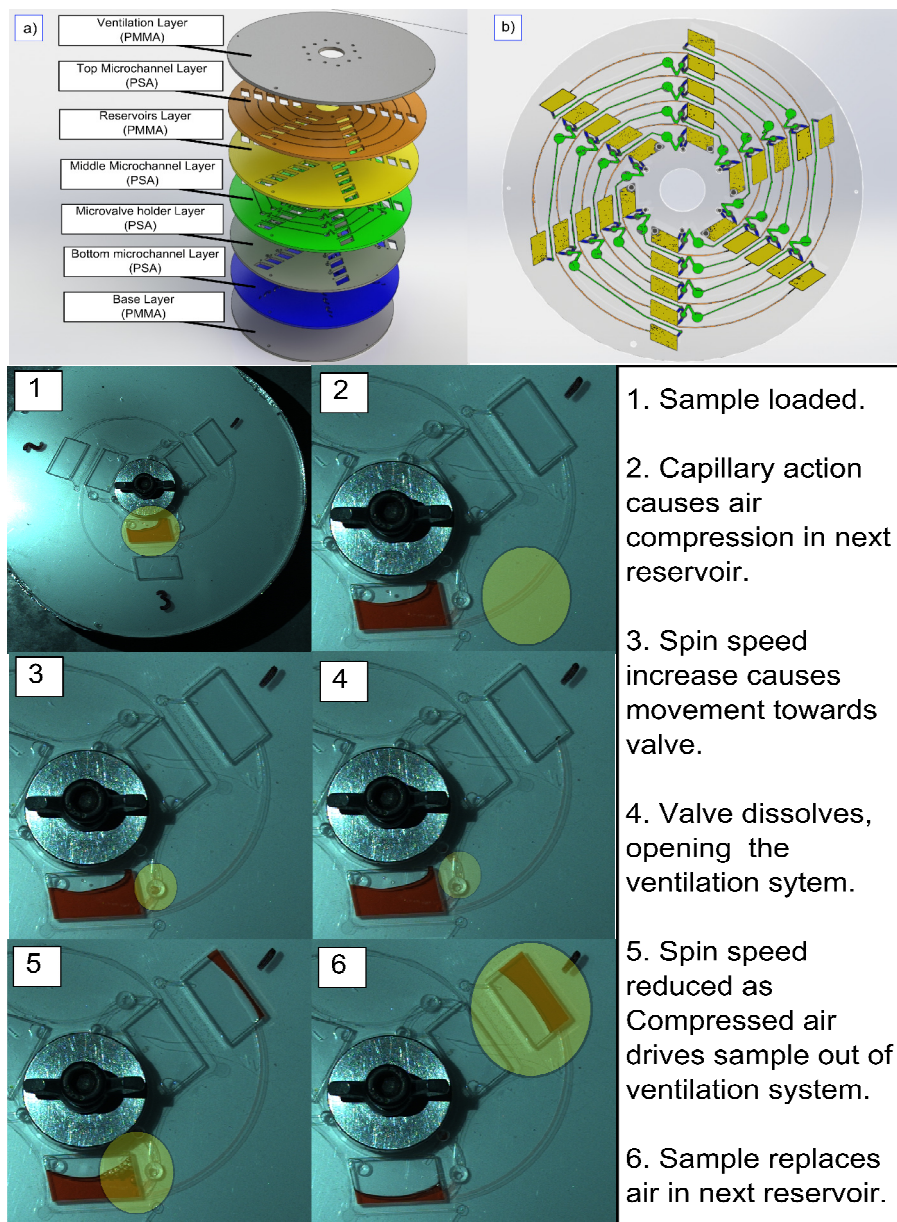 a)
Ventilation Layer
(PMMA)
Top Microchannel Layer
(PSA)
Reservoirs Layer
(PMMA)
Middle Microchannel Layer
(PSA)
Microvalve holder Layer
(PSA)
Bottom microchannel Layer
(PSA)
Base Layer
(PMMA)
b)
1
2
3
4
5
6
2
3
1. Sample loaded.
2. Capillary action
causes air
compression in next
reservoir.
3. Spin speed
increase causes
movement towards
valve.
4. Valve dissolves,
opening the
ventilation sytem.
5. Spin speed
reduced as
Compressed air
drives sample out of
ventilation system.
6. Sample replaces
air in next reservoir.